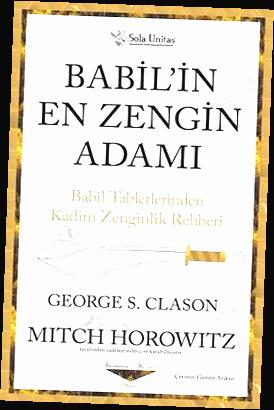 Sola Unitas
BABİL'İN
EN ZENGİN
ADAMI
Babil Tabletlerinden
Kadim Zenginlik Rehberi
GEORGE S. CLASON
MITCH HOROWITZ